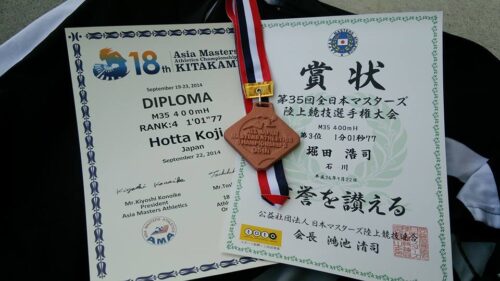 18th
Asia Masters
Athletics Championships
KITAKAMI
September 19-23, 2014
DIPLOMA
M35 400mH
RANK:4 1'01"77
Hotta Koji
Japan
September 22, 2014
Mr.Kiyoshi Konoike
President
Asia Masters Athletics
AMA
賞状
第35回全日本マスターズ
陸上競技選手権大会
M35 400mH
第3位 1分01秒77
堀田 浩司
石川
誉を讃える
公益社団法人 日本マスターズ陸上競技連合
会長 鴻池 清司
toto